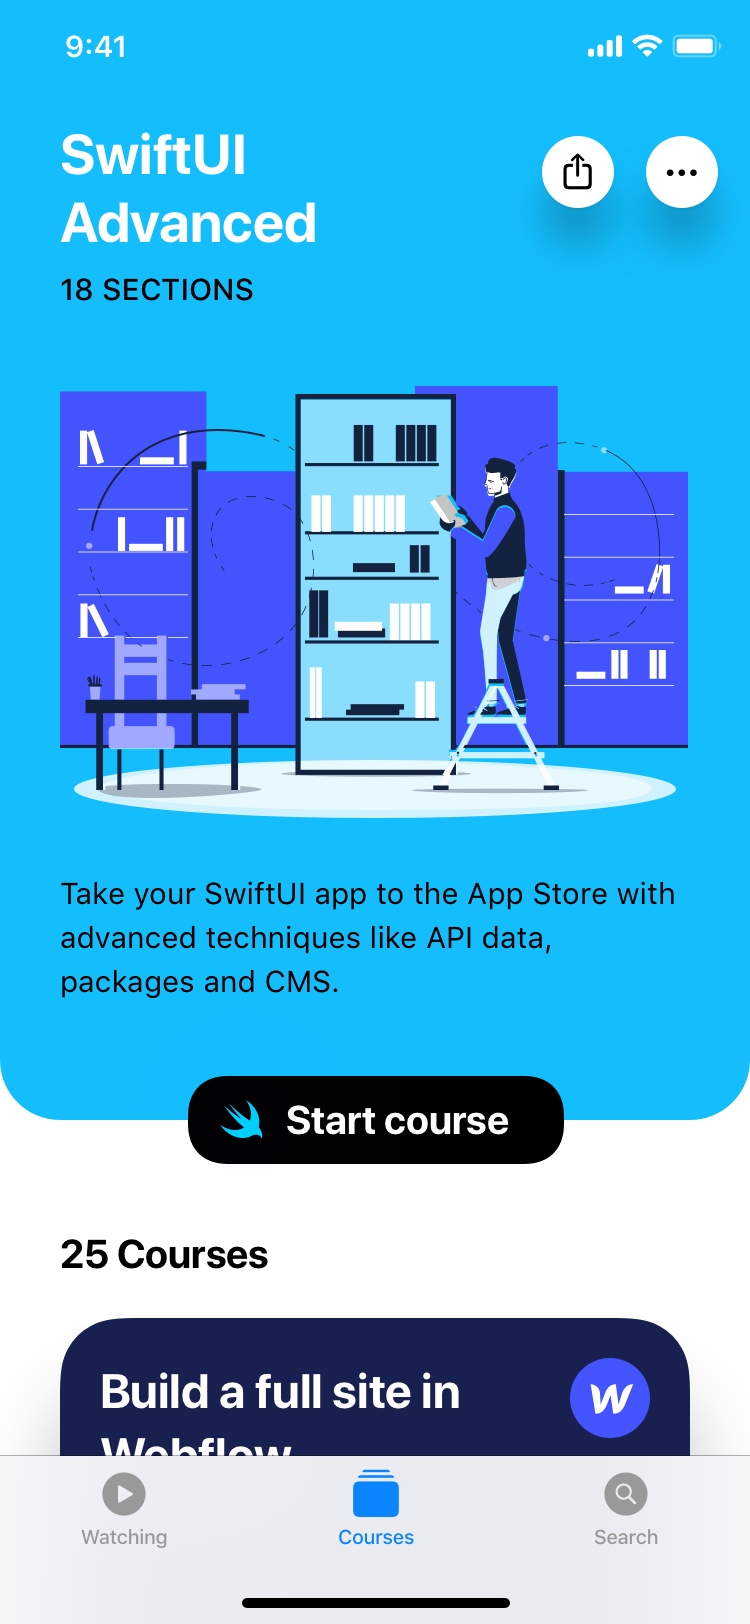 9:41
SwiftUI
Advanced
18 SECTIONS
Take your SwiftUI app to the App Store with
advanced techniques like API data,
packages and CMS.
Start course
25 Courses
Build a full site in
Webflow
Watching
Courses
Search